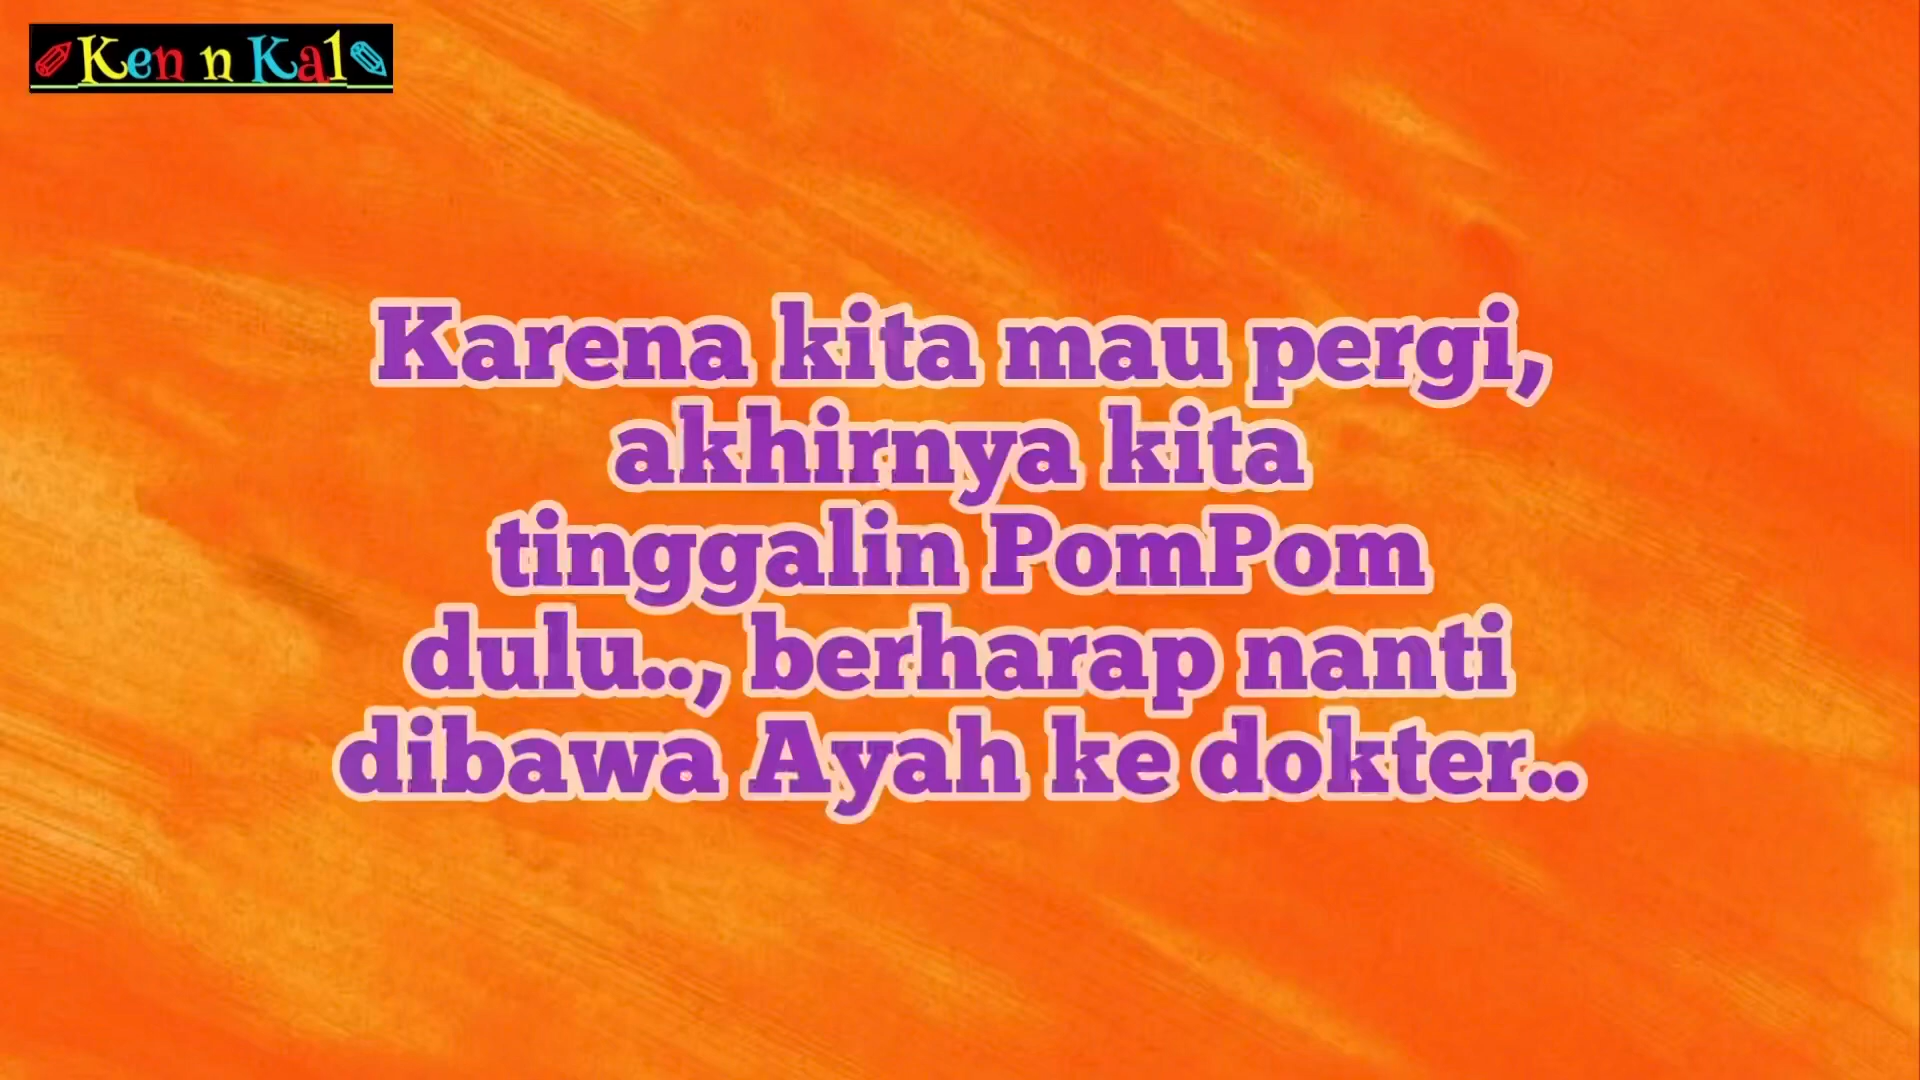 Ken n Kal
Karena kita mau pergi,
akhirnya kita
tinggalin PomPom
dulu.., berharap nanti
dibawa Ayah ke dokter..